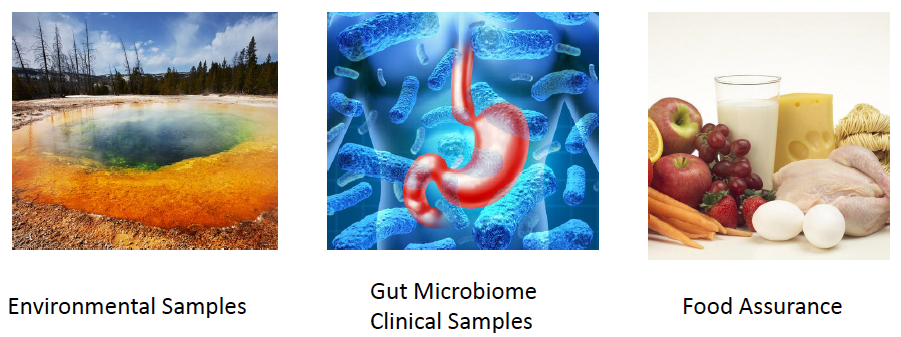 Environmental Samples
Gut Microbiome
Clinical Samples
Food Assurance